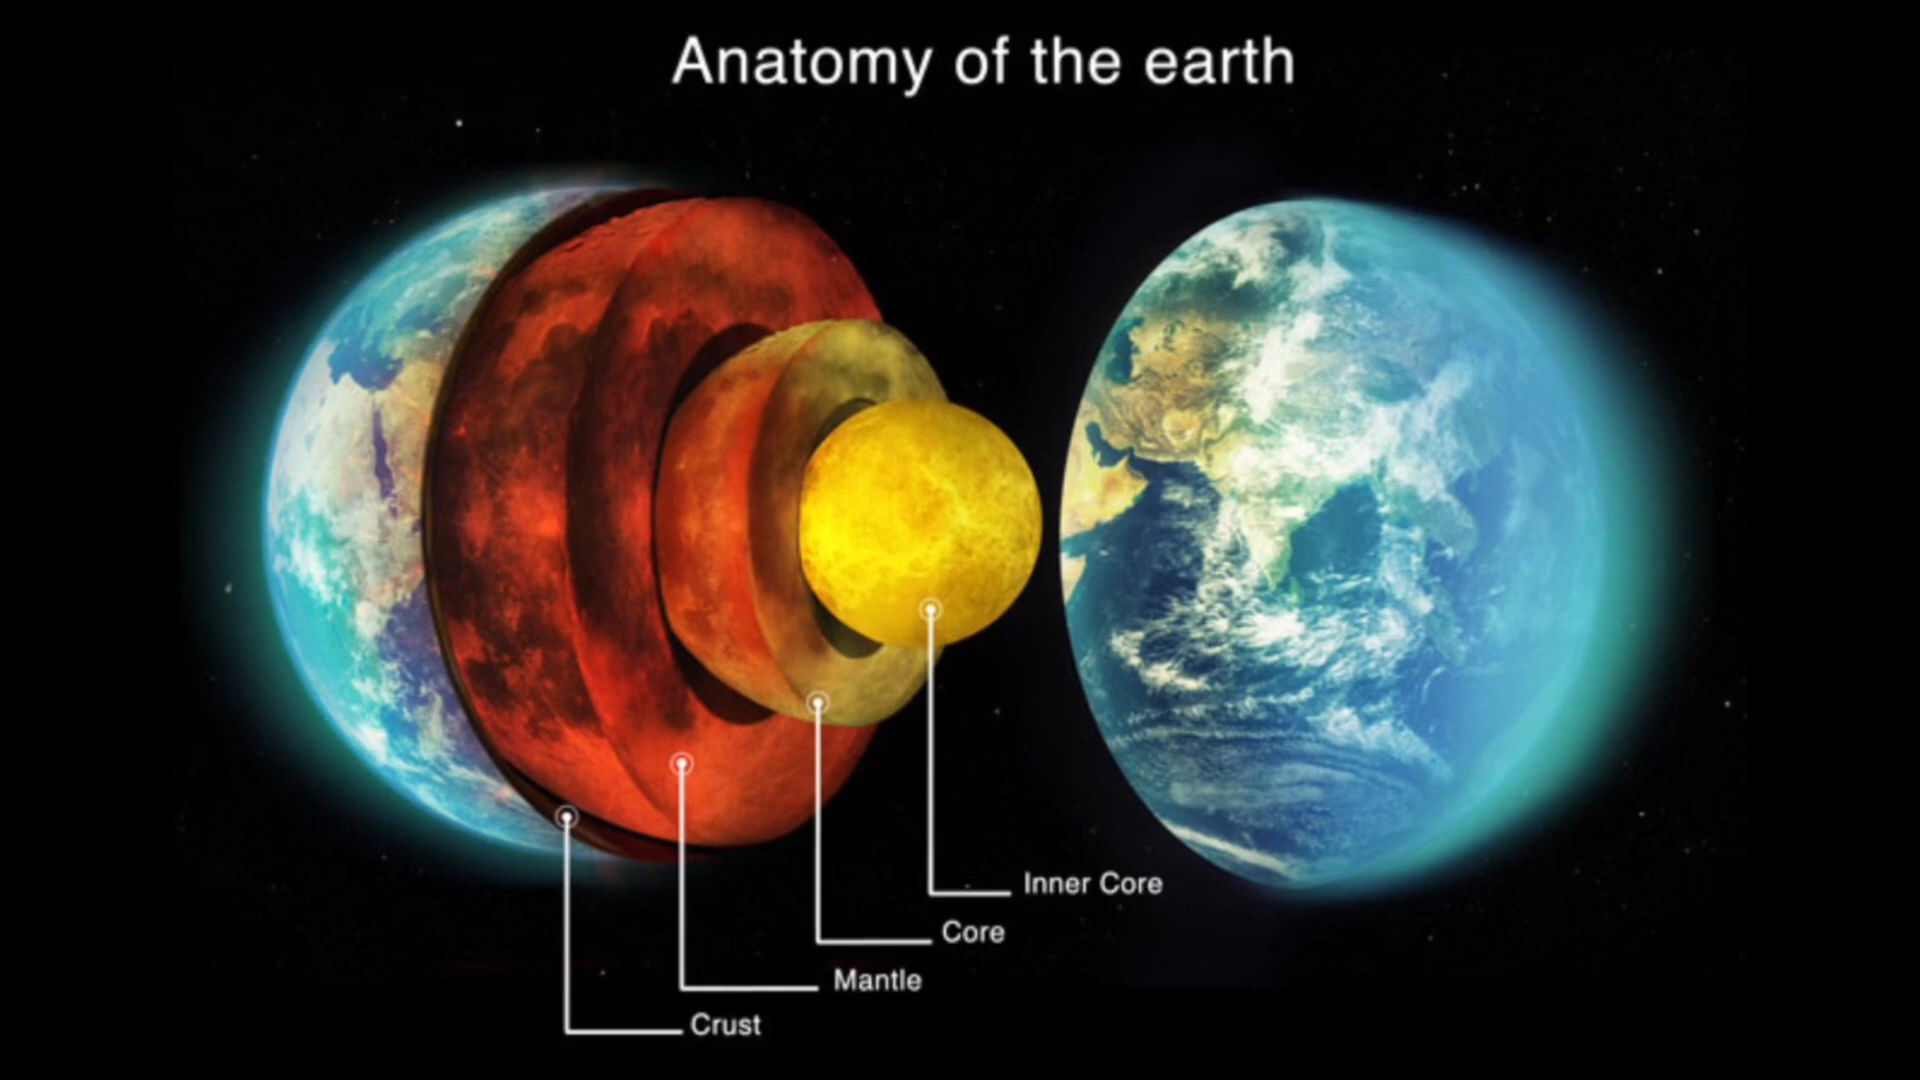 Anatomy of the earth
Inner Core
Core
Mantle
Crust